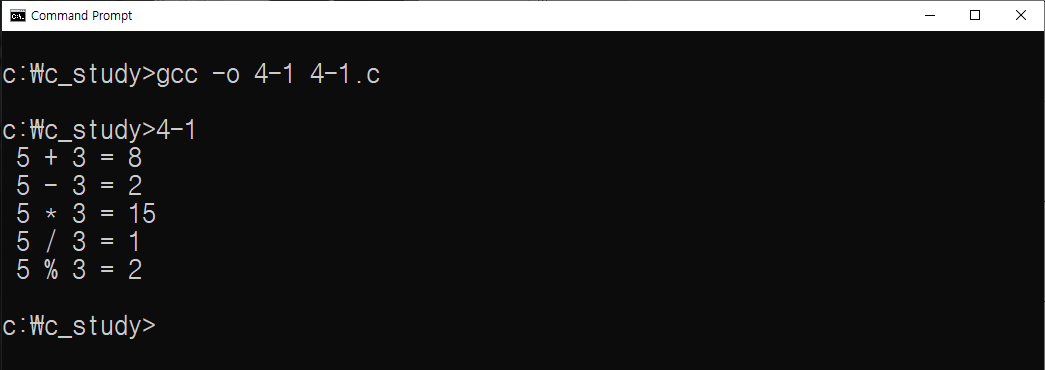 Command Prompt
c:₩c_study>gcc -o 4-1 4-1.c
c:₩c_study>4-1
5 + 3 = 8
5 - 3 = 2
5 * 3 = 15
5 / 3 = 1
5 % 3 = 2
c:₩c_study>